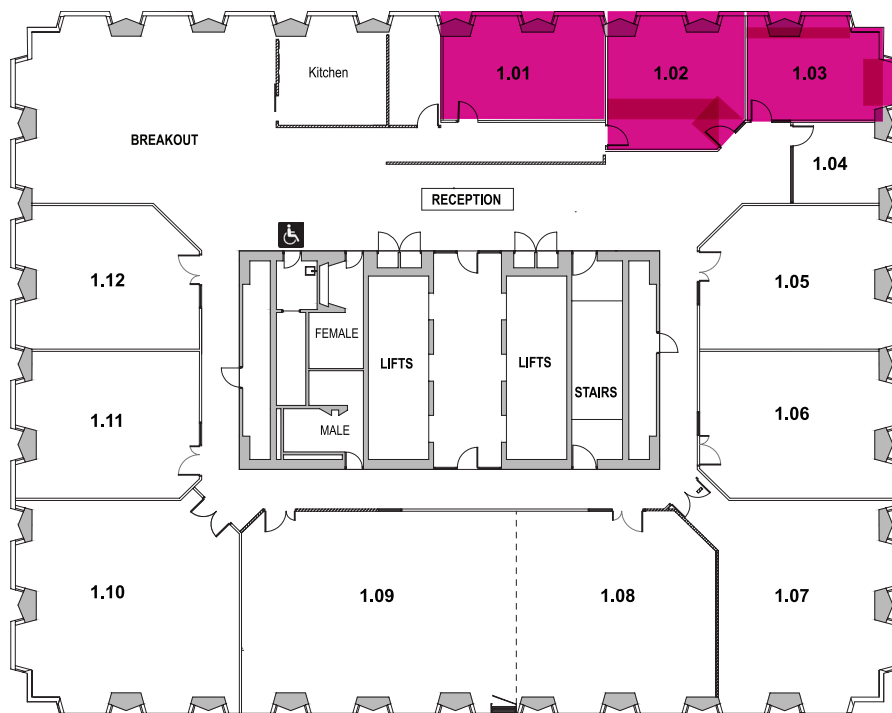 Kitchen
1.01
1.02
1.03
BREAKOUT
1.04
RECEPTION
1.12
1.05
FEMALE
LIFTS
LIFTS
STAIRS
1.11
1.06
MALE
1.10
1.09
1.08
1.07